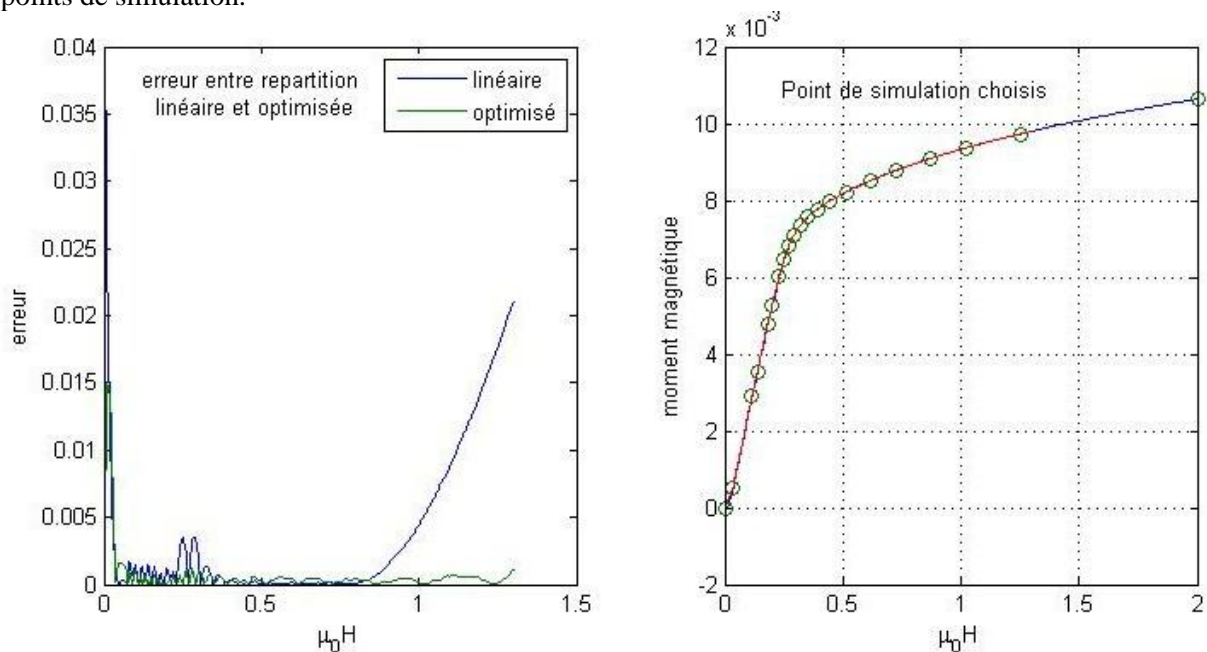 points de simulation.
0.04
0.035
0.03
0.025
0.02
0.015
0.01
0.005
0
erreur
erreur entre repartition
linéaire et optimisée
linéaire
optimisé
0
0.5
1
1.5
μ0H
x 10-3
12
10
8
6
4
2
0
-2
moment magnétique
Point de simulation choisis
0
0.5
1
1.5
2
μ0H